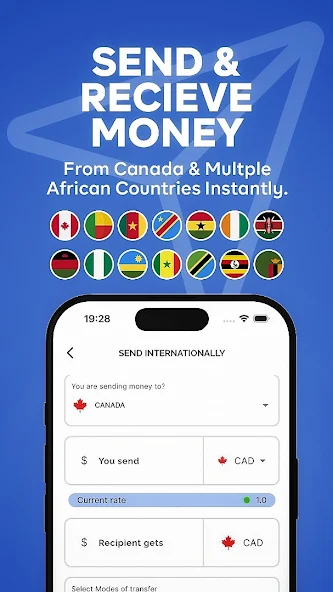 SEND &
RECIEVE
MONEY
From Canada & Multple
African Countries Instantly.
19:28
SEND INTERNATIONALLY
You are sending money to?
CANADA
$ You send CAD
Current rate 1.0
$ Recipient gets CAD
Select Modes of transfer